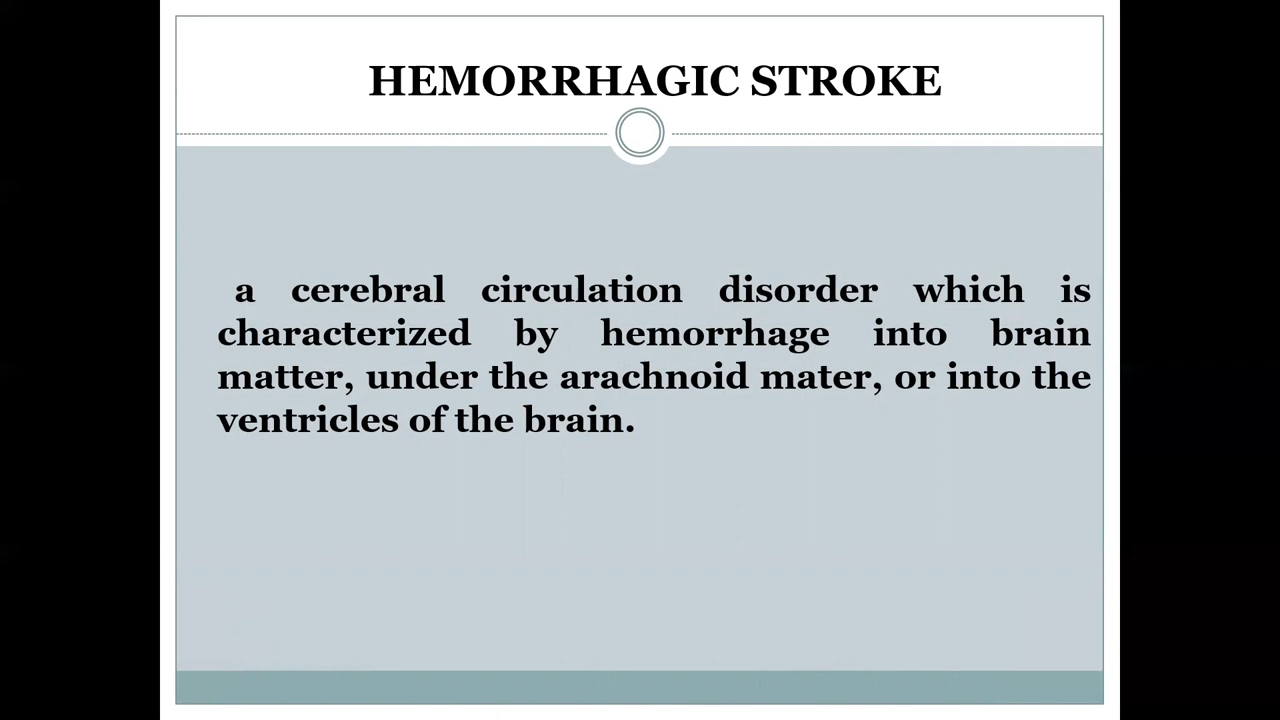 HEMORRHAGIC STROKE
a cerebral circulation disorder which is
characterized by hemorrhage into brain
matter, under the arachnoid mater, or into the
ventricles of the brain.